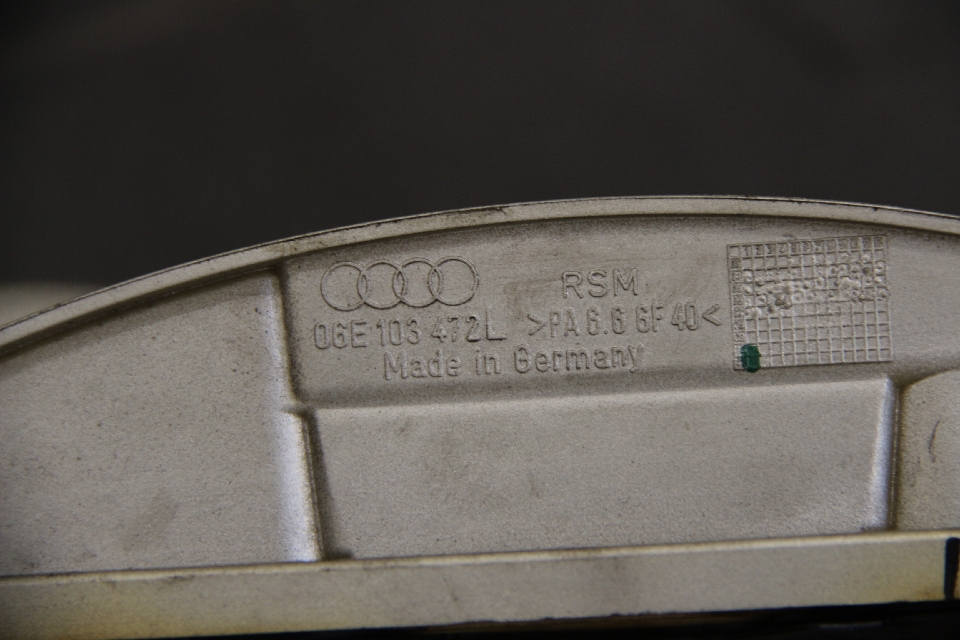 RSM
06E 103 472L >PA 6.6 GF 40<
Made in Germany